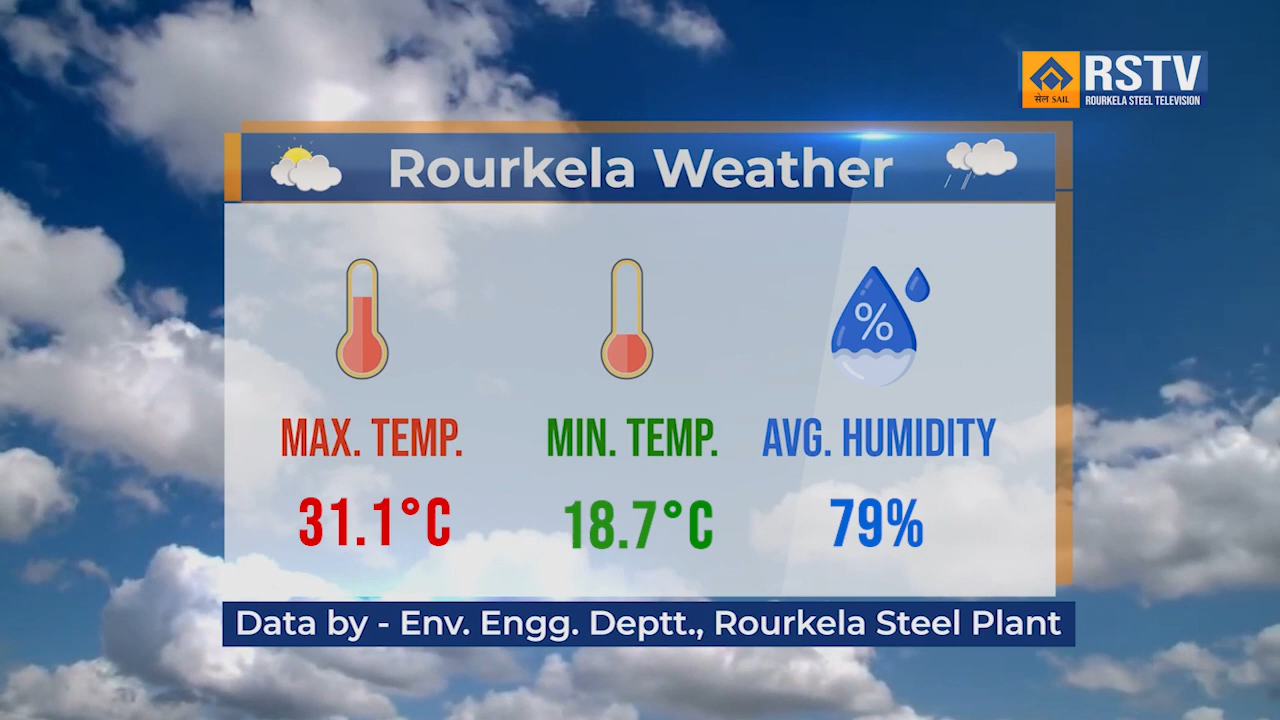 सेल SAIL
RSTV
ROURKELA STEEL TELEVISION
Rourkela Weather
%
MAX. TEMP.
MIN. TEMP.
AVG. HUMIDITY
31.1°C
18.7°C
79%
Data by - Env. Engg. Deptt., Rourkela Steel Plant